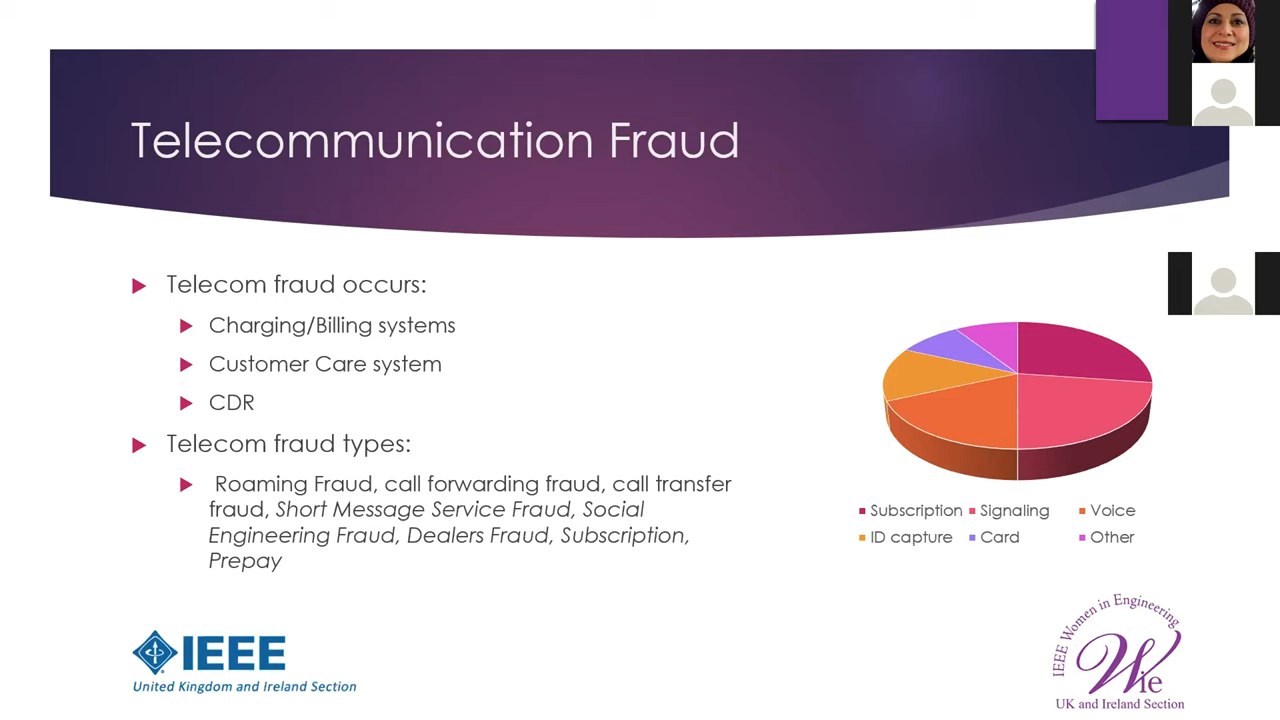 Telecommunication Fraud
Telecom fraud occurs:
Charging/Billing systems
Customer Care system
CDR
Telecom fraud types:
Roaming Fraud, call forwarding fraud, call transfer
fraud, Short Message Service Fraud, Social
Engineering Fraud, Dealers Fraud, Subscription,
Prepay
Subscription Signaling Voice
ID capture Card Other
IEEE
United Kingdom and Ireland Section
IEEE Women in Engineering
Wie
UK and Ireland Section